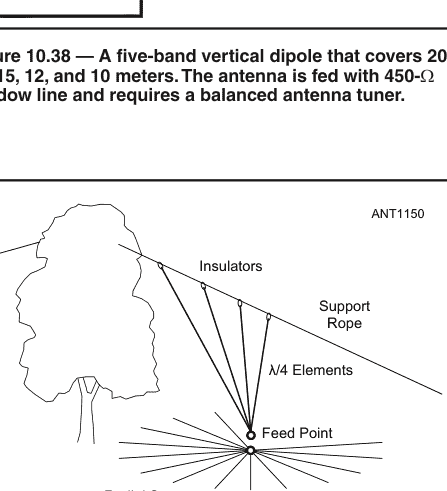 ure 10.38 — A five-band vertical dipole that covers 20
15, 12, and 10 meters. The antenna is fed with 450-Ω
dow line and requires a balanced antenna tuner.
ANT1150
Insulators
Support
Rope
λ/4 Elements
Feed Point